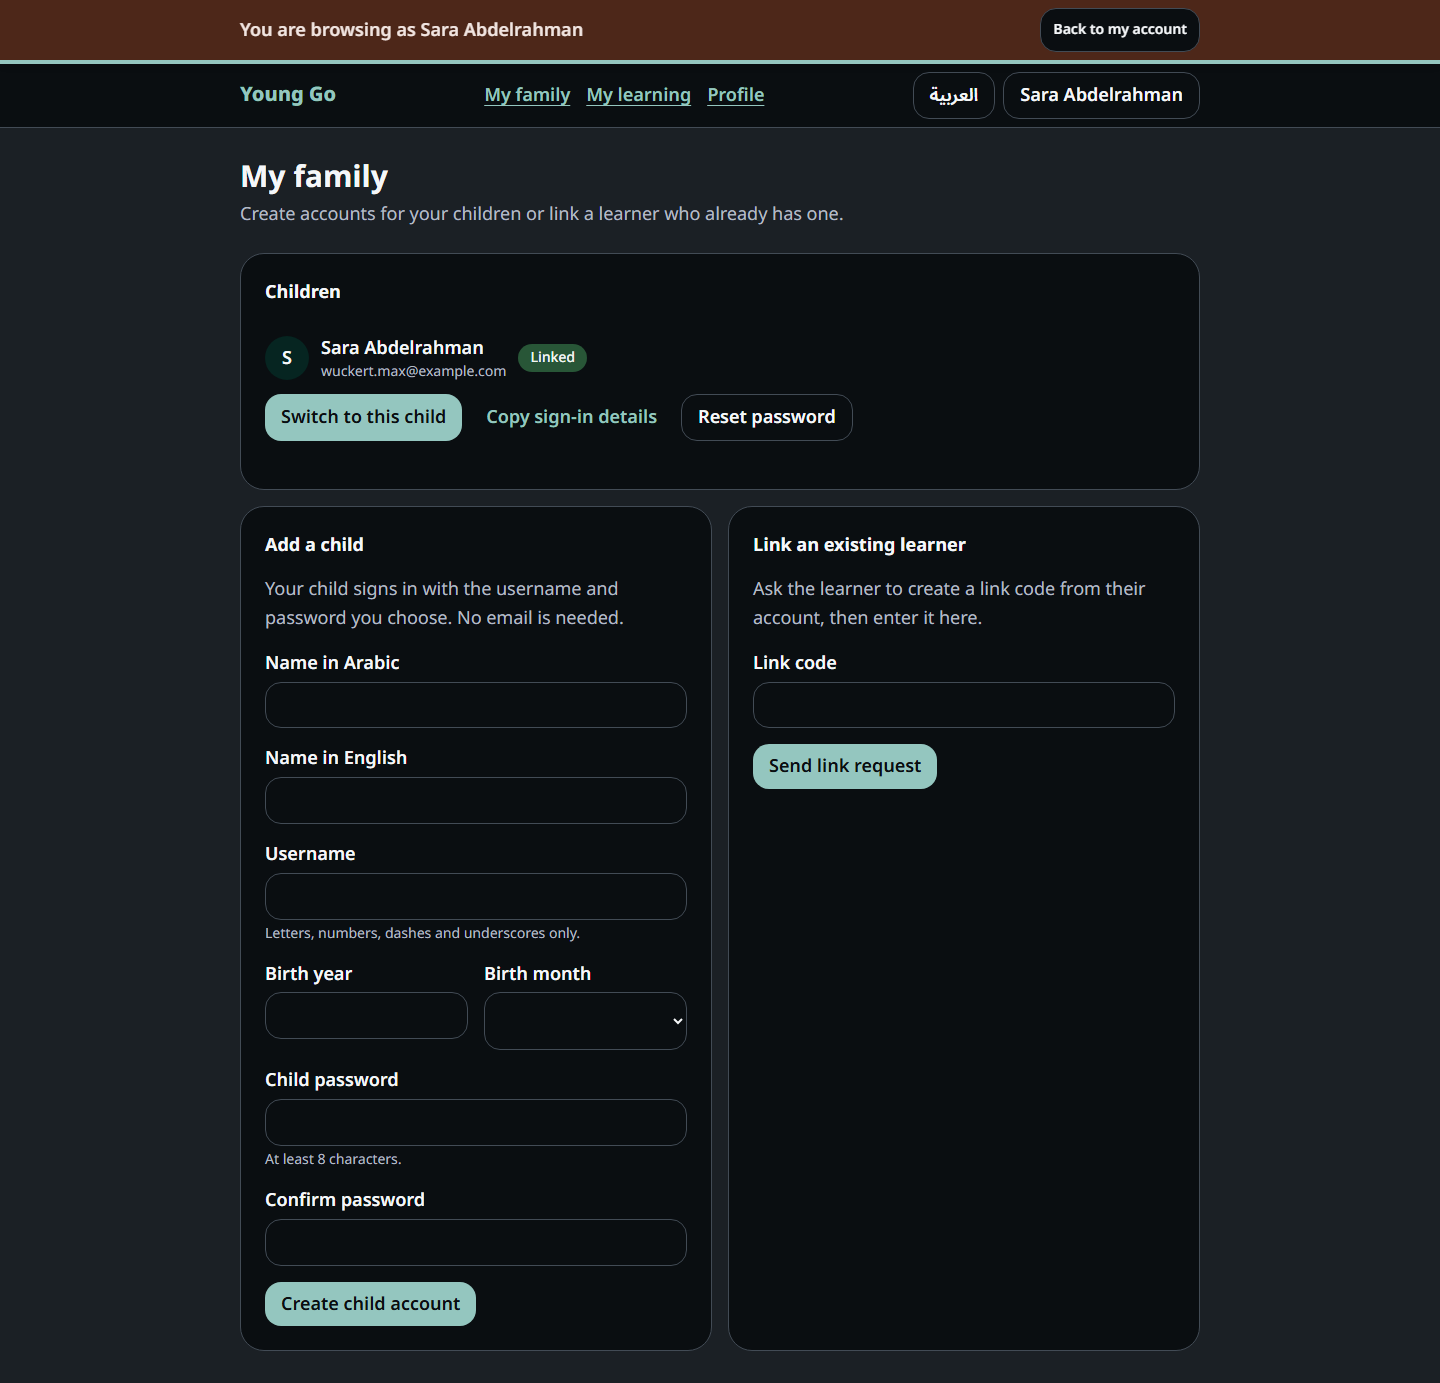 You are browsing as Sara Abdelrahman
Back to my account
Young Go
My family
My learning
Profile
العربية
Sara Abdelrahman
My family
Create accounts for your children or link a learner who already has one.
Children
S
Sara Abdelrahman
wuckert.max@example.com
Linked
Switch to this child
Copy sign-in details
Reset password
Add a child
Your child signs in with the username and
password you choose. No email is needed.
Name in Arabic
Name in English
Username
Letters, numbers, dashes and underscores only.
Birth year
Birth month
Child password
At least 8 characters.
Confirm password
Create child account
Link an existing learner
Ask the learner to create a link code from their
account, then enter it here.
Link code
Send link request